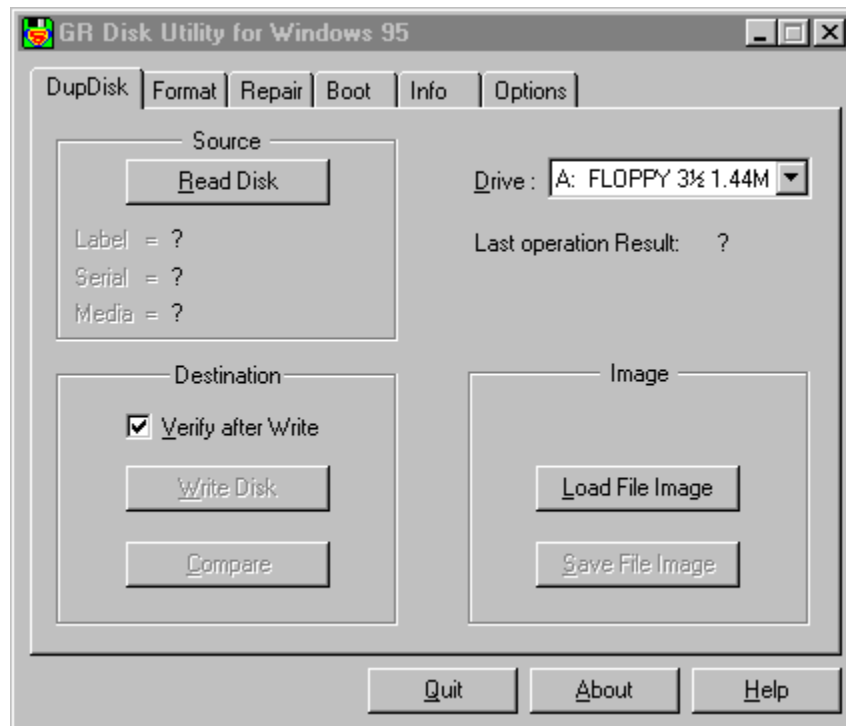 GR Disk Utility for Windows 95
DupDisk Format Repair Boot Info Options
Source
Read Disk
Drive : A: FLOPPY 3½ 1.44M
Label = ?
Last operation Result: ?
Serial = ?
Media = ?
Destination
Image
Verify after Write
Write Disk
Load File Image
Compare
Save File Image
Quit About Help